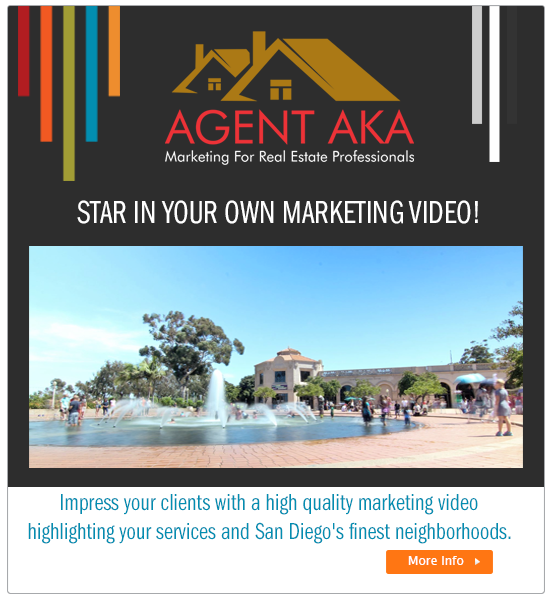 AGENT AKA
Marketing For Real Estate Professionals
STAR IN YOUR OWN MARKETING VIDEO!
Impress your clients with a high quality marketing video
highlighting your services and San Diego's finest neighborhoods.
More Info